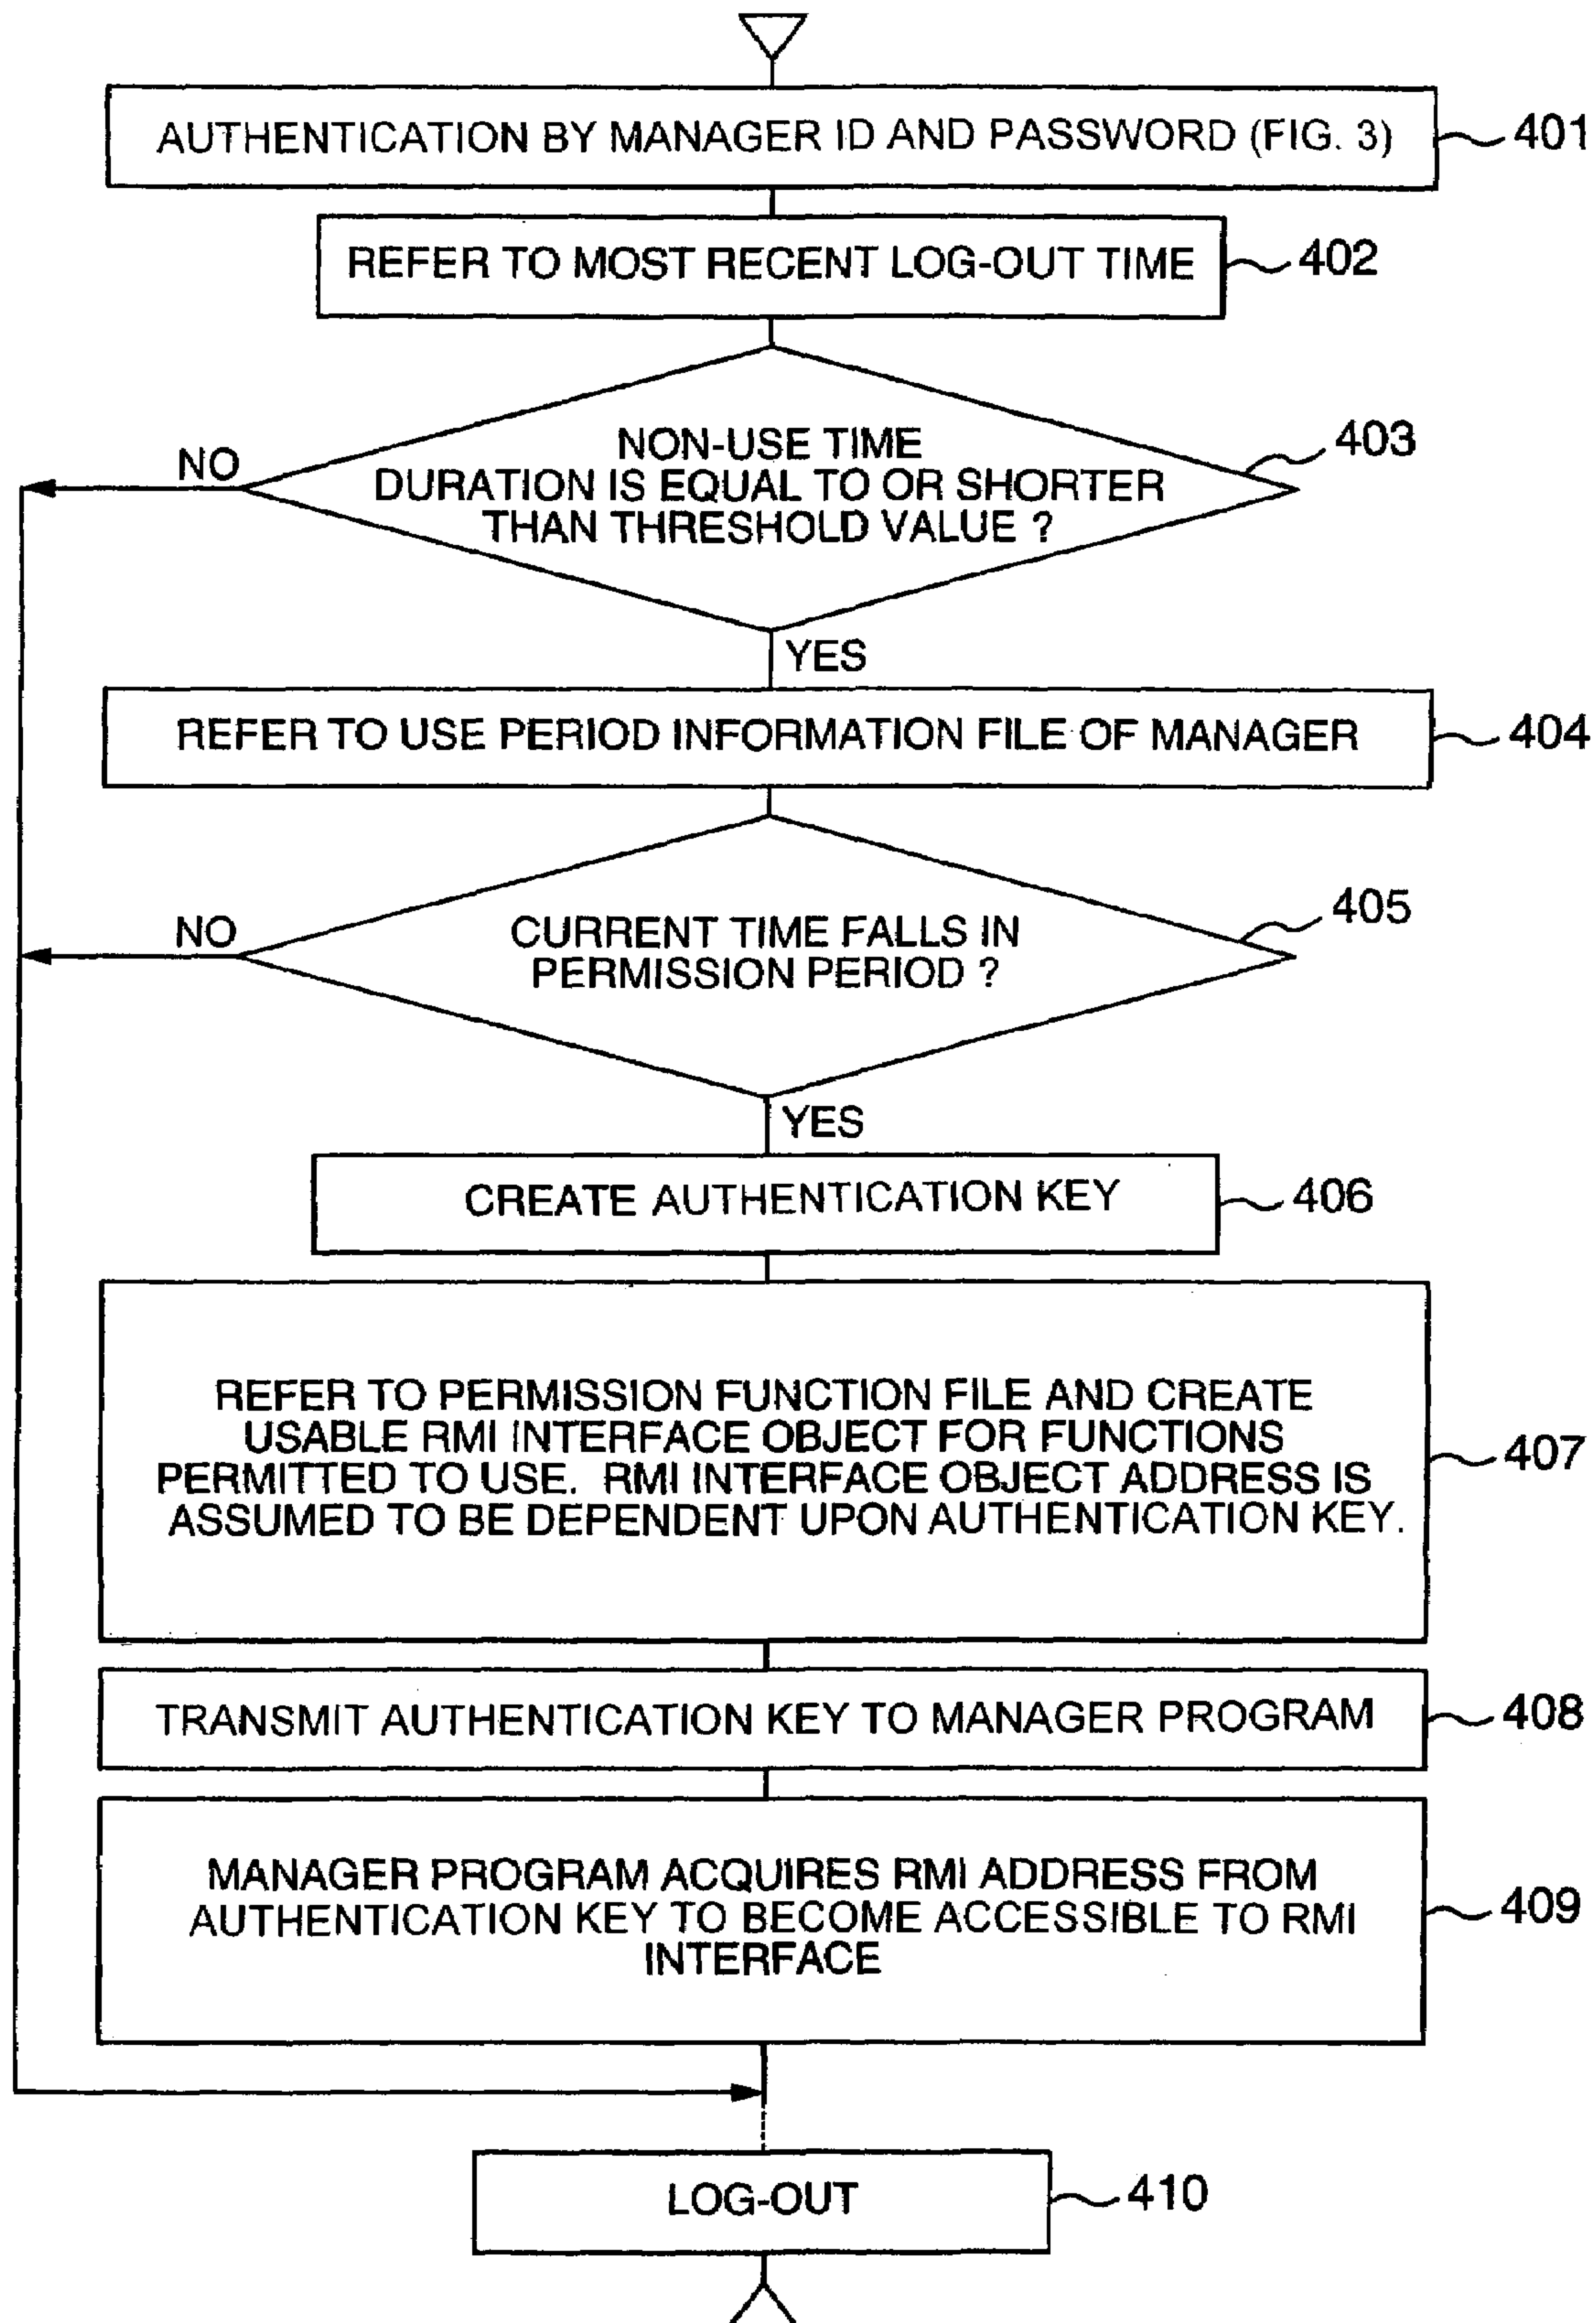 AUTHENTICATION BY MANAGER ID AND PASSWORD (FIG. 3)
401
REFER TO MOST RECENT LOG-OUT TIME
402
NON-USE TIME
DURATION IS EQUAL TO OR SHORTER
THAN THRESHOLD VALUE ?
403
NO
YES
REFER TO USE PERIOD INFORMATION FILE OF MANAGER
404
CURRENT TIME FALLS IN
PERMISSION PERIOD ?
405
NO
YES
CREATE AUTHENTICATION KEY
406
REFER TO PERMISSION FUNCTION FILE AND CREATE
USABLE RMI INTERFACE OBJECT FOR FUNCTIONS
PERMITTED TO USE. RMI INTERFACE OBJECT ADDRESS IS
ASSUMED TO BE DEPENDENT UPON AUTHENTICATION KEY.
407
TRANSMIT AUTHENTICATION KEY TO MANAGER PROGRAM
408
MANAGER PROGRAM ACQUIRES RMI ADDRESS FROM
AUTHENTICATION KEY TO BECOME ACCESSIBLE TO RMI
INTERFACE
409
LOG-OUT
410